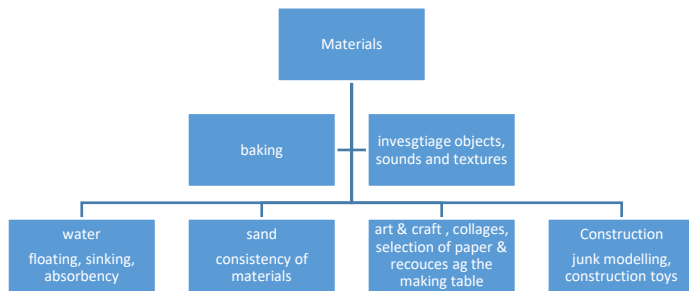 Materials
baking
invesgtiage objects,
sounds and textures
water
floating, sinking,
absorbency
sand
consistency of
materials
art & craft , collages,
selection of paper &
recouces ag the
making table
Construction
junk modelling,
construction toys